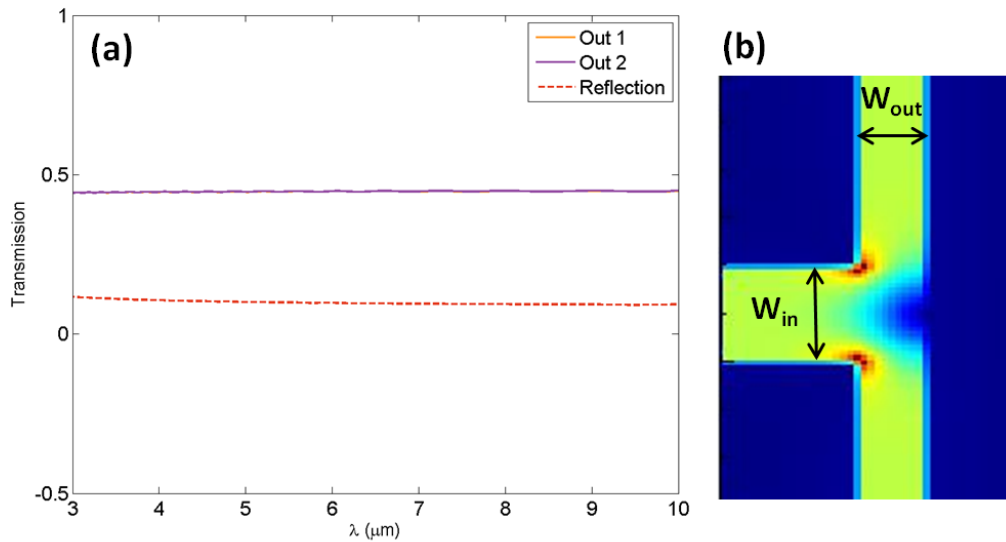 (a)
1
0.5
0
-0.5
Transmission
3 4 5 6 7 8 9 10
λ (μm)
Out 1
Out 2
Reflection
(b)
Wout
Win